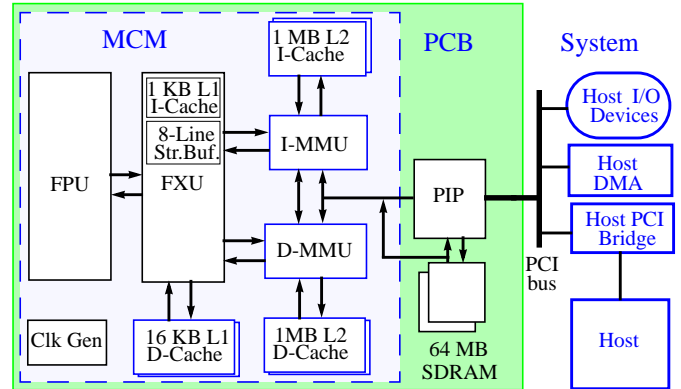 MCM
PCB
System
1 MB L2
I-Cache
1 KB L1
I-Cache
8-Line
Str.Buf.
FPU
FXU
I-MMU
D-MMU
PIP
Host I/O
Devices
Host
DMA
Host PCI
Bridge
PCI
bus
Clk Gen
16 KB L1
D-Cache
1MB L2
D-Cache
64 MB
SDRAM
Host